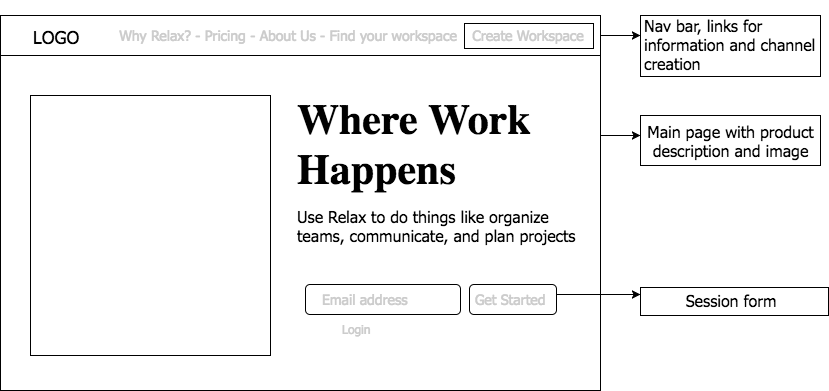 LOGO
Why Relax? - Pricing - About Us - Find your workspace
Create Workspace
Nav bar, links for
information and channel
creation
Where Work
Happens
Main page with product
description and image
Use Relax to do things like organize
teams, communicate, and plan projects
Email address
Get Started
Session form
Login